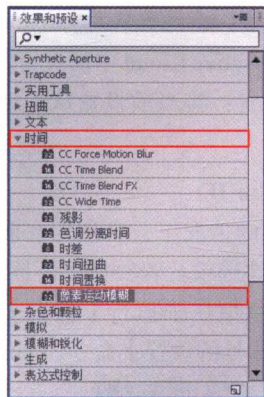 效果和预设
Synthetic Aperture
Trapcode
实用工具
扭曲
文本
时间
CC Force Motion Blur
CC Time Blend
CC Time Blend FX
CC Wide Time
残影
色调分离时间
时差
时间扭曲
时间置换
像素运动模糊
杂色和颗粒
模拟
模糊和锐化
生成
表达式控制